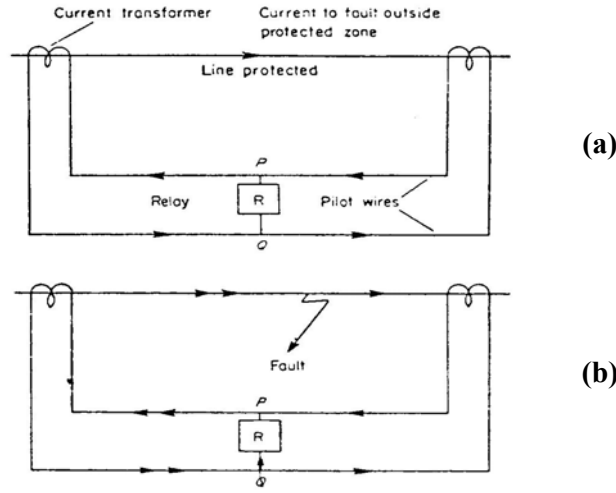 Current transformer
Current to fault outside
protected zone
Line protected
(a)
P
Relay
R
Pilot wires
Q
Fault
(b)
P
R
Q